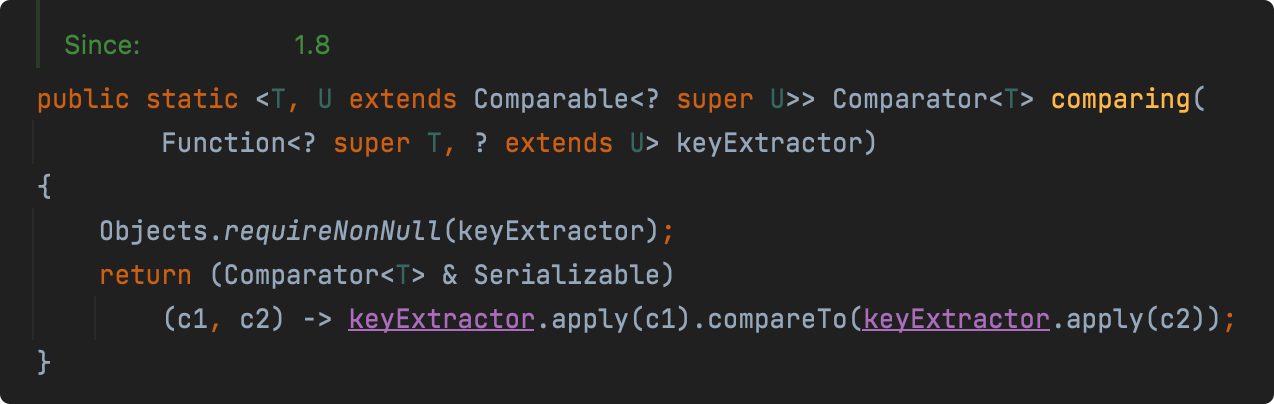 Since: 1.8
public static <T, U extends Comparable<? super U>> Comparator<T> comparing(
Function<? super T, ? extends U> keyExtractor)
{
Objects.requireNonNull(keyExtractor);
return (Comparator<T> & Serializable)
(c1, c2) -> keyExtractor.apply(c1).compareTo(keyExtractor.apply(c2));
}